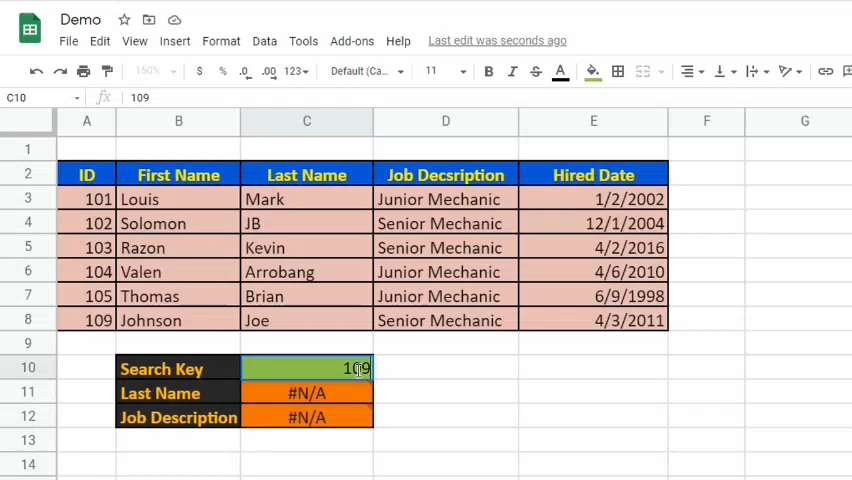 Demo
File Edit View Insert Format Data Tools Add-ons Help Last edit was seconds ago
150% $ % .0 .00 123 Default (Ca... 11 B I S A
C10 fx 109
A B C D E F G
1
2 ID First Name Last Name Job Decsription Hired Date
3 101 Louis Mark Junior Mechanic 1/2/2002
4 102 Solomon JB Senior Mechanic 12/1/2004
5 103 Razon Kevin Senior Mechanic 4/2/2016
6 104 Valen Arrobang Junior Mechanic 4/6/2010
7 105 Thomas Brian Junior Mechanic 6/9/1998
8 109 Johnson Joe Senior Mechanic 4/3/2011
9
10 Search Key 109
11 Last Name #N/A
12 Job Description #N/A
13
14